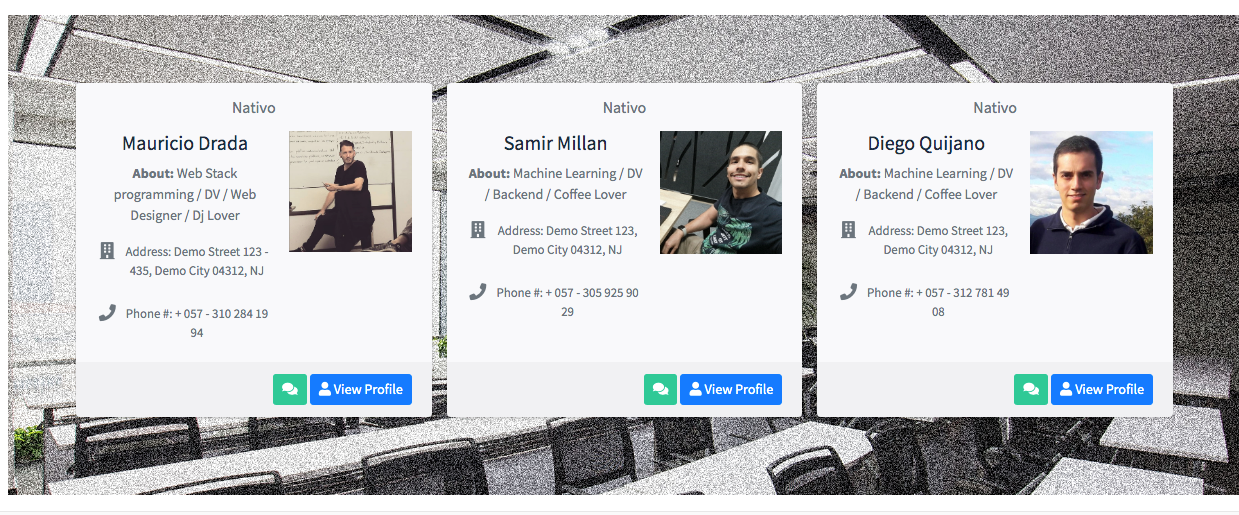 Nativo
Mauricio Drada
About: Web Stack
programming / DV / Web
Designer / Dj Lover
Address: Demo Street 123 -
435, Demo City 04312, NJ
Phone #: + 057 - 310 284 19
94
View Profile
Nativo
Samir Millan
About: Machine Learning / DV
/ Backend / Coffee Lover
Address: Demo Street 123,
Demo City 04312, NJ
Phone #: + 057 - 305 925 90
29
View Profile
Nativo
Diego Quijano
About: Machine Learning / DV
/ Backend / Coffee Lover
Address: Demo Street 123,
Demo City 04312, NJ
Phone #: + 057 - 312 781 49
08
View Profile